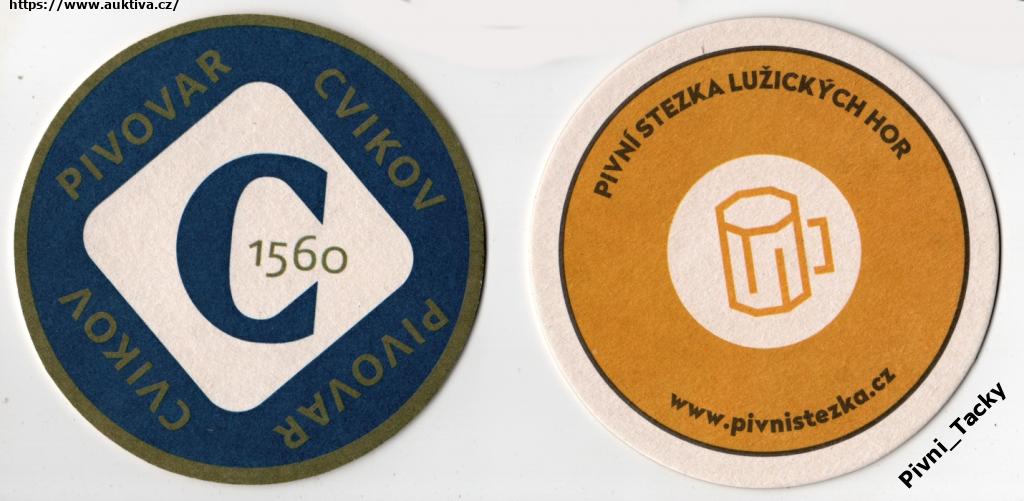 https://www.auktiva.cz/
PIVOVAR CVIKOV
C
1560
CVIKOV PIVOVAR
PIVNÍ STEZKA LUŽICKÝCH HOR
www.pivnistezka.cz
Pivni_Tacky